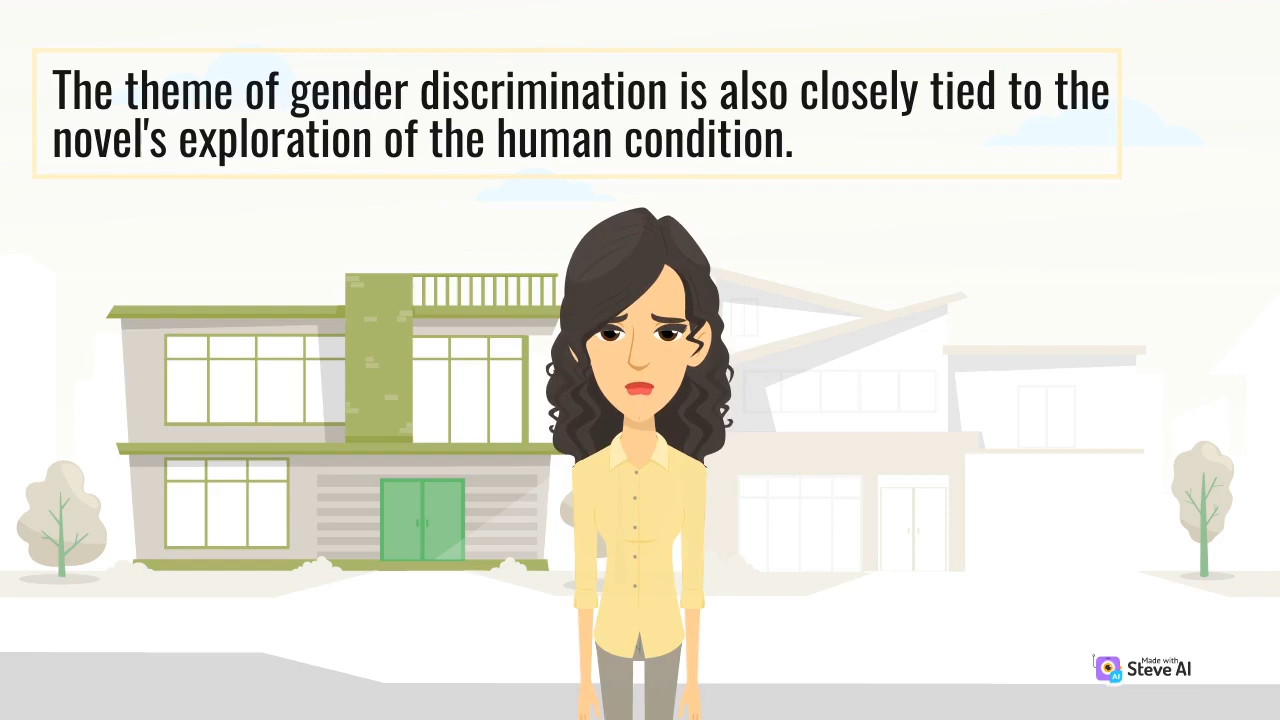 The theme of gender discrimination is also closely tied to the
novel's exploration of the human condition.
Made with
Steve AI
AI